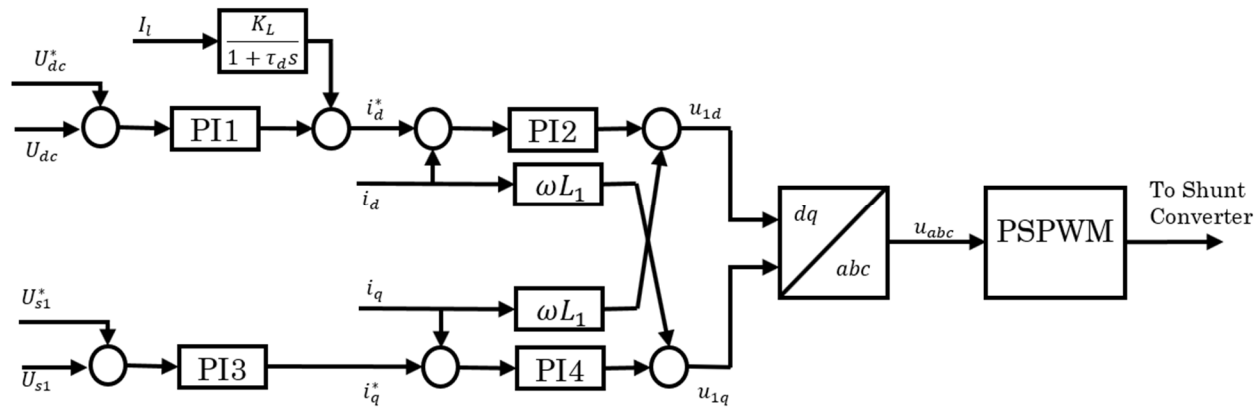 I_l
K_L
1 + τ_d s
U*_dc
U_dc
PI1
i*_d
PI2
u_1d
i_d
ωL_1
dq
abc
u_abc
PSPWM
To Shunt
Converter
i_q
ωL_1
U*_s1
U_s1
PI3
i*_q
PI4
u_1q